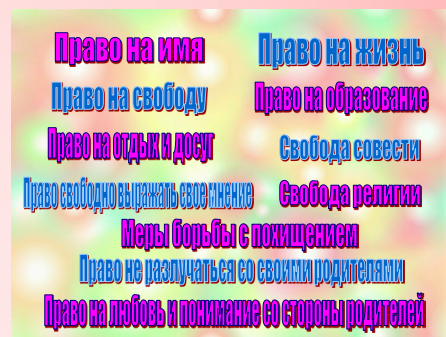 Право на имя
Право на жизнь
Право на свободу
Право на образование
Право на отдых и досуг
Свобода совести
Право свободно выражать свое мнение
Свобода религии
Меры борьбы с похищением
Право не разлучаться со своими родителями
Право на любовь и понимание со стороны родителей